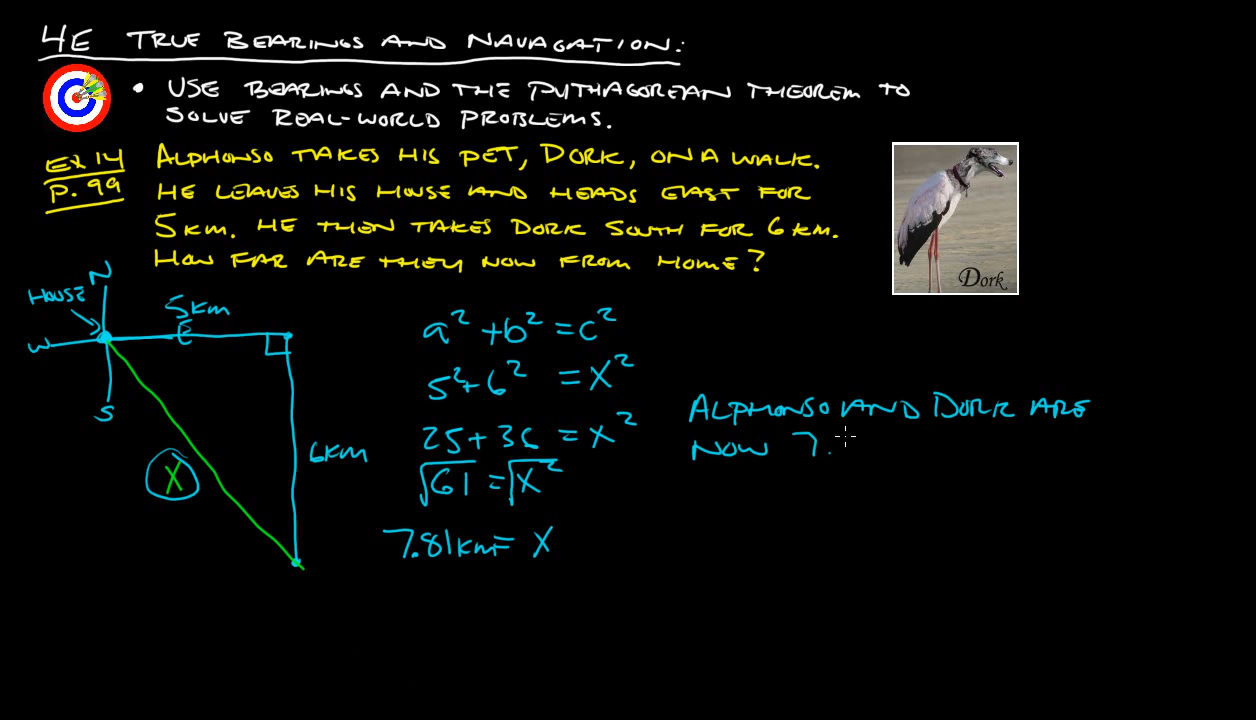 4E TRUE BEARINGS AND NAVAGATION:
• USE BEARINGS AND THE PYTHAGOREAN THEOREM TO
SOLVE REAL-WORLD PROBLEMS.
EX 14
P. 99
ALPHONSO TAKES HIS PET, DORK, ON A WALK.
HE LEAVES HIS HOUSE AND HEADS EAST FOR
5KM. HE THEN TAKES DORK SOUTH FOR 6 KM.
HOW FAR ARE THEY NOW FROM HOME?
Dork
N
HOUSE
5KM
W
E
S
6KM
X
a² + b² = c²
5² + 6² = X²
25 + 36 = X²
√61 = √X²
7.81KM = X
ALPHONSO AND DORK ARE
NOW 7.